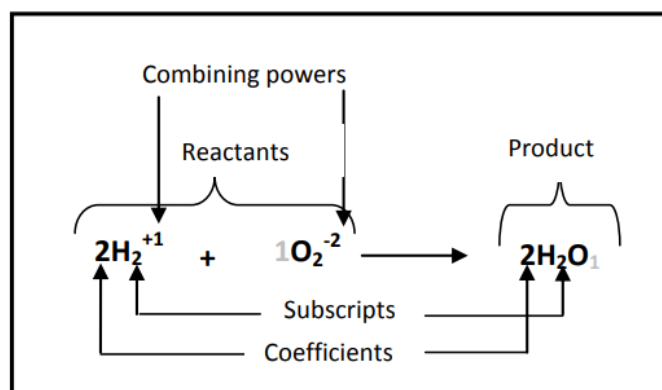 Combining powers
Reactants
Product
2H₂⁺¹ + 1O₂⁻² 2H₂O₁
Subscripts
Coefficients